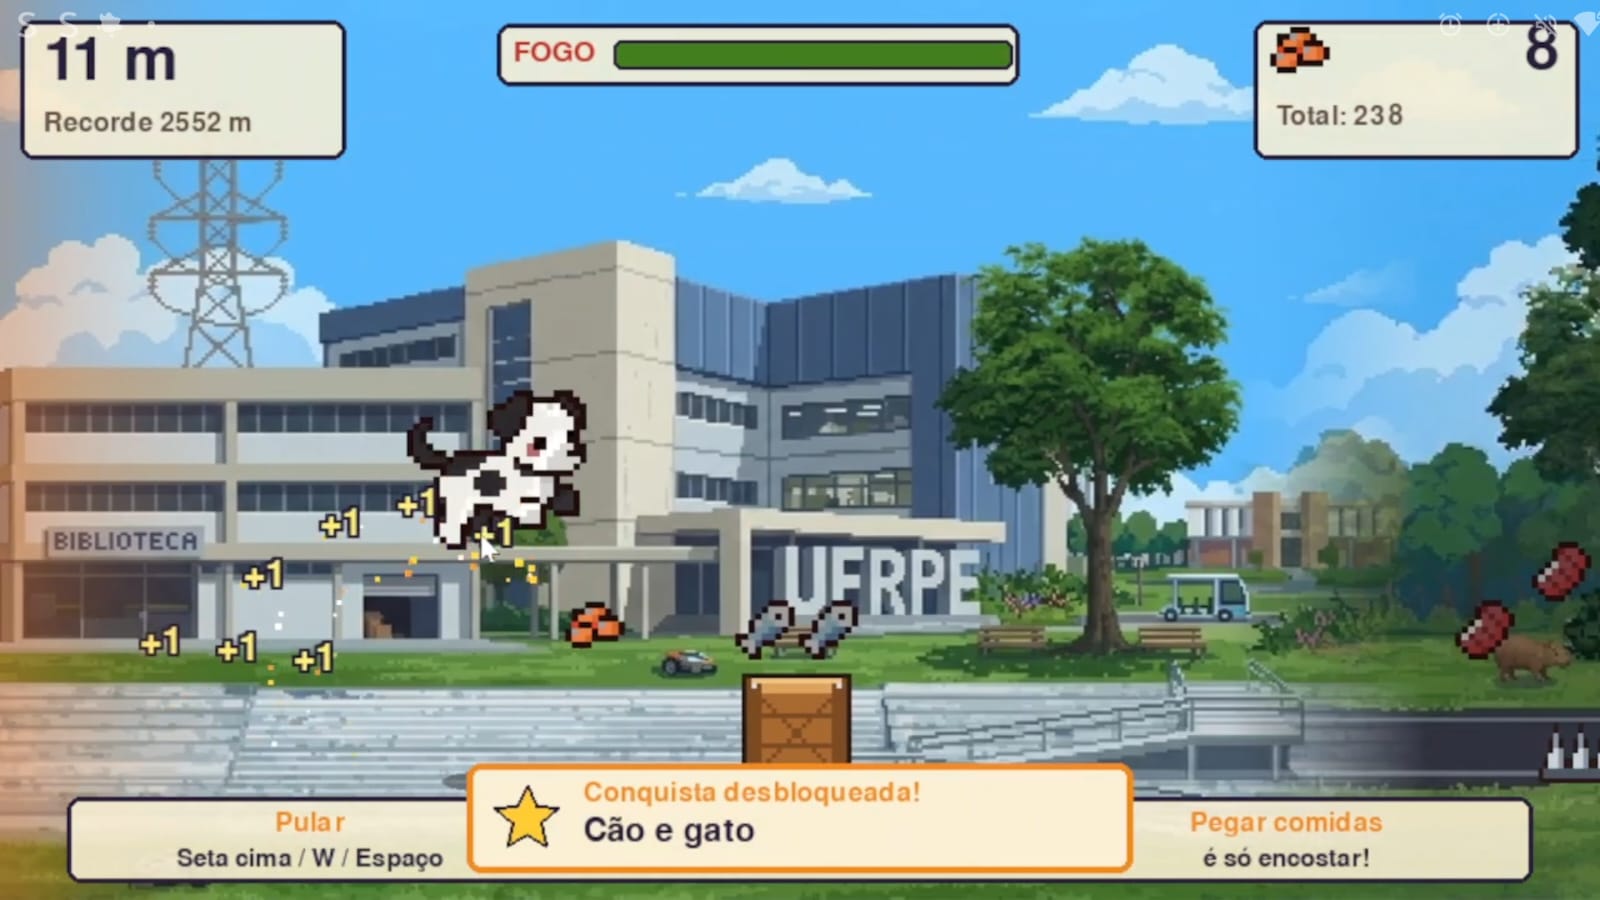 11 m
Recorde 2552 m
FOGO
8
Total: 238
BIBLIOTECA
UFRPE
+1
+1
+1
+1
+1
+1
+1
Conquista desbloqueada!
Cão e gato
Pular
Seta cima / W / Espaço
Pegar comidas
é só encostar!